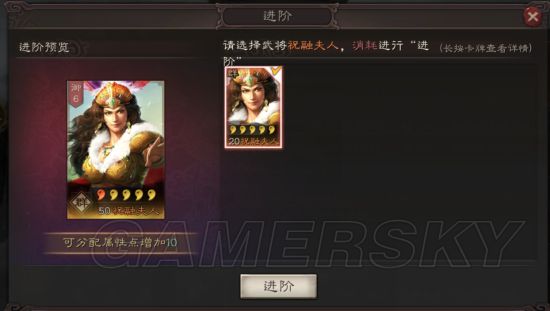 进阶
进阶预览
请选择武将祝融夫人，消耗进行“进阶”
（长按卡牌查看详情）
御
6
群
50祝融夫人
20祝融夫人
可分配属性点增加10
进阶
GAMERSKY